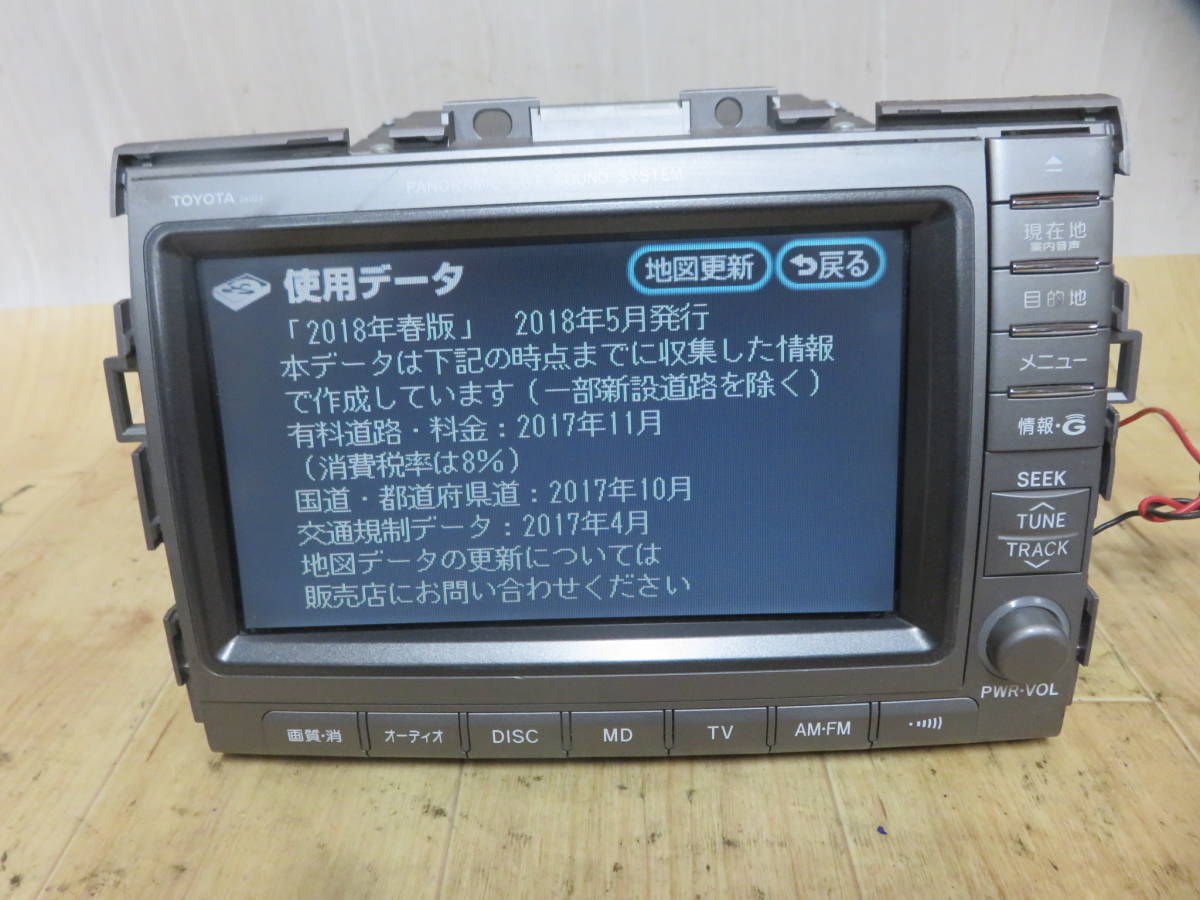 TOYOTA
PANORAMIC LIVE SOUND SYSTEM
使用データ
地図更新
戻る
「2018年春版」 2018年5月発行
本データは下記の時点までに収集した情報
で作成しています（一部新設道路を除く）
有料道路・料金：2017年11月
（消費税率は8％）
国道・都道府県道：2017年10月
交通規制データ：2017年4月
地図データの更新については
販売店にお問い合わせください
現在地
案内音声
目的地
メニュー
情報・G
SEEK
TUNE
TRACK
PWR・VOL
画質・消
オーディオ
DISC
MD
TV
AM・FM